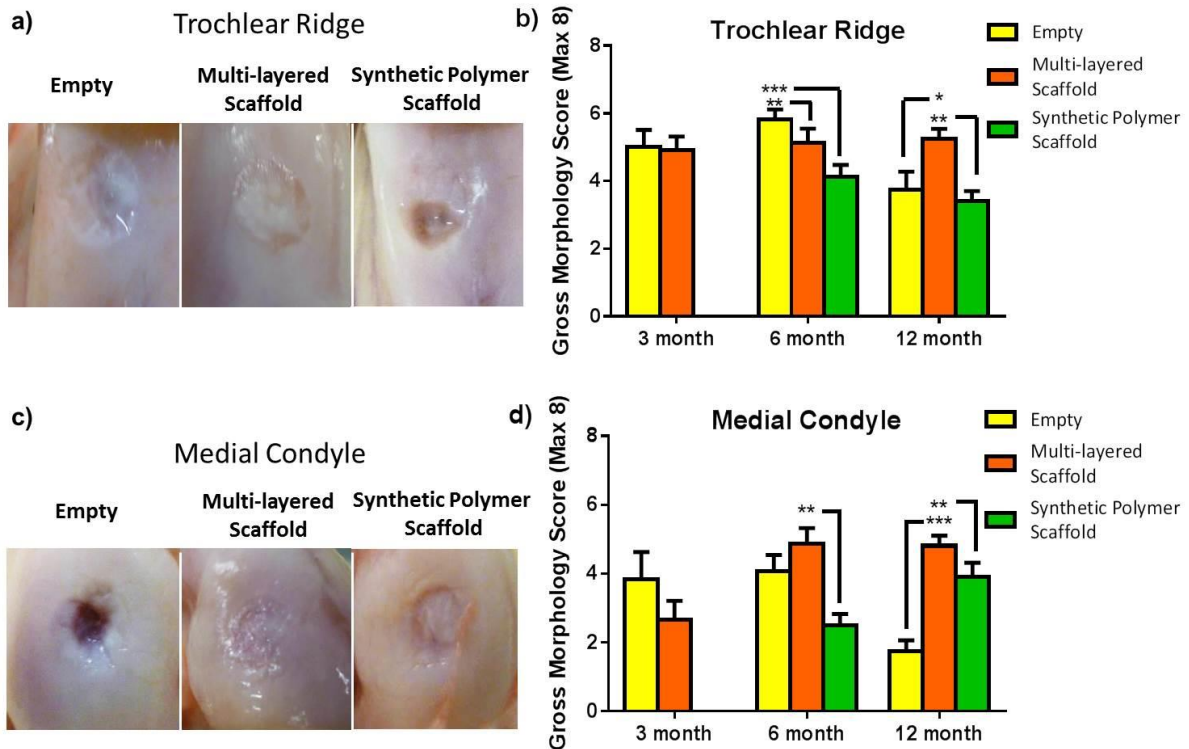 a)
Trochlear Ridge
Empty
Multi-layered
Scaffold
Synthetic Polymer
Scaffold
b)
Trochlear Ridge
Gross Morphology Score (Max 8)
8
6
4
2
0
***
**
*
**
3 month
6 month
12 month
Empty
Multi-layered
Scaffold
Synthetic Polymer
Scaffold
c)
Medial Condyle
Empty
Multi-layered
Scaffold
Synthetic Polymer
Scaffold
d)
Medial Condyle
Gross Morphology Score (Max 8)
8
6
4
2
0
**
**
***
3 month
6 month
12 month
Empty
Multi-layered
Scaffold
Synthetic Polymer
Scaffold